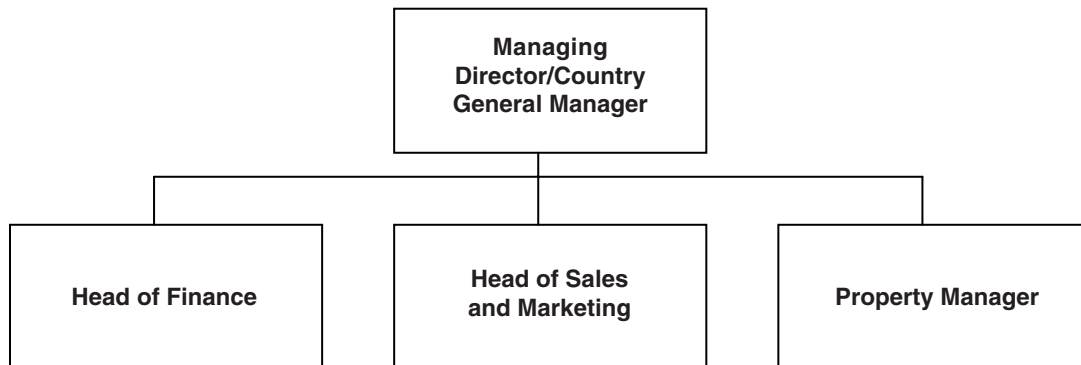 Managing
Director/Country
General Manager
Head of Finance
Head of Sales
and Marketing
Property Manager